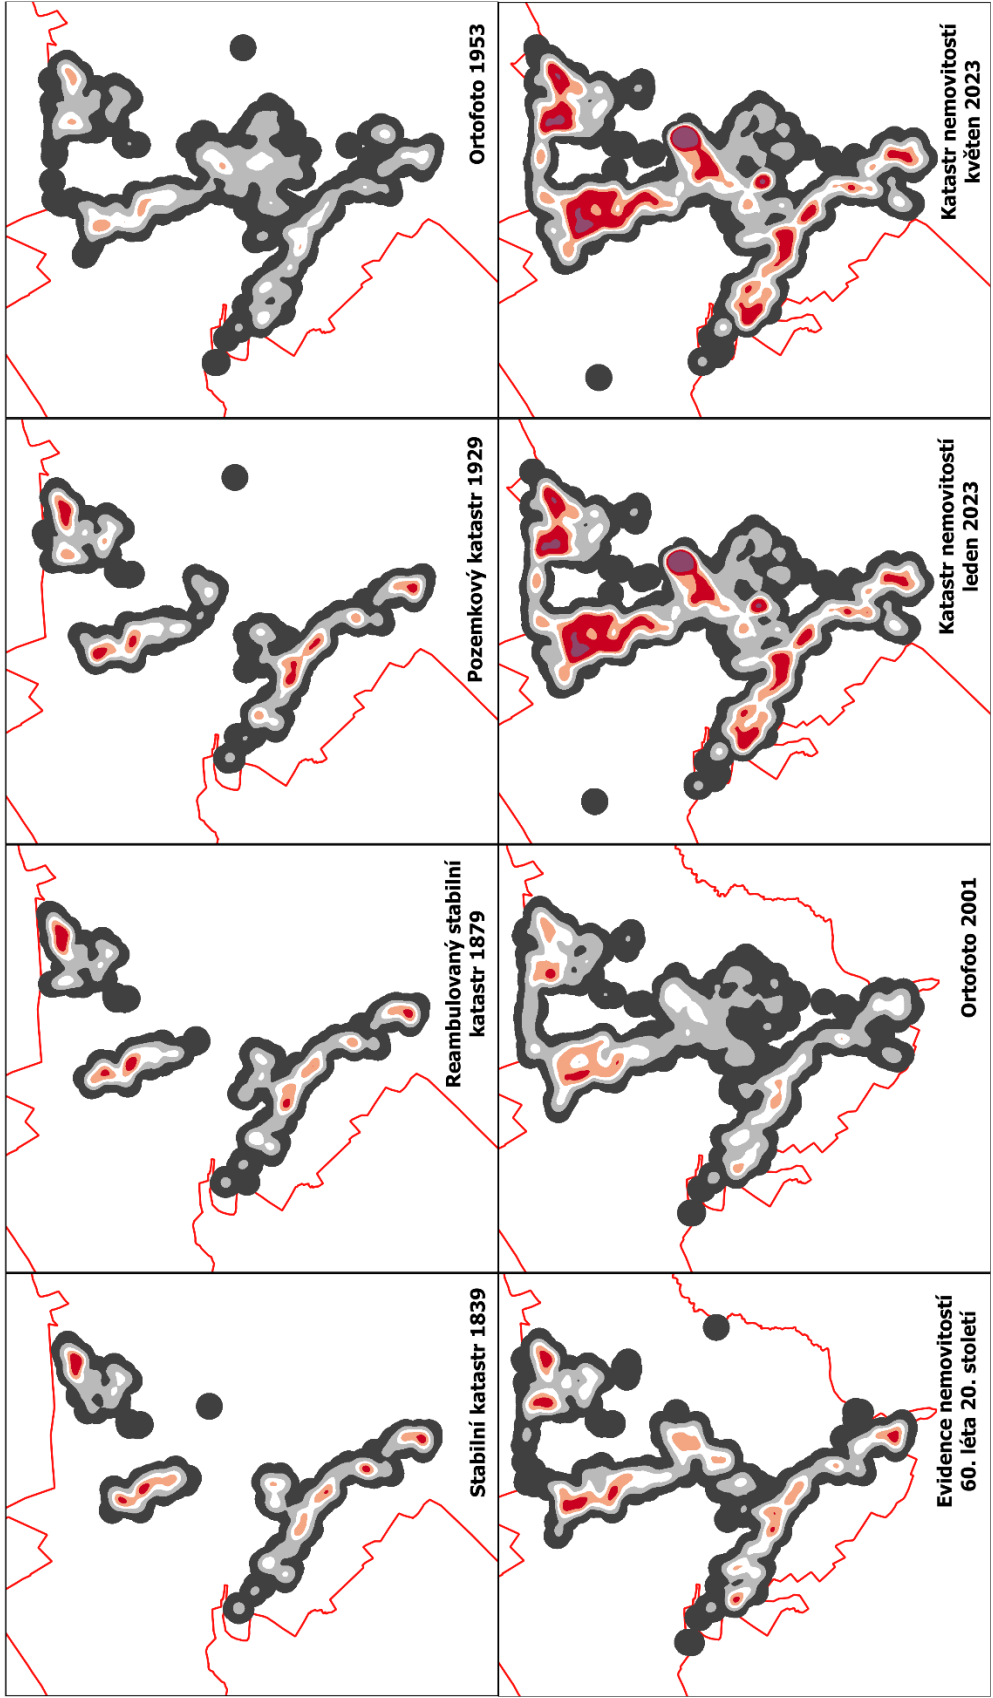 Stabilní katastr 1839
Reambulovaný stabilní
katastr 1879
Pozemkový katastr 1929
Ortofoto 1953
Evidence nemovitostí
60. léta 20. století
Ortofoto 2001
Katastr nemovitostí
leden 2023
Katastr nemovitostí
květen 2023